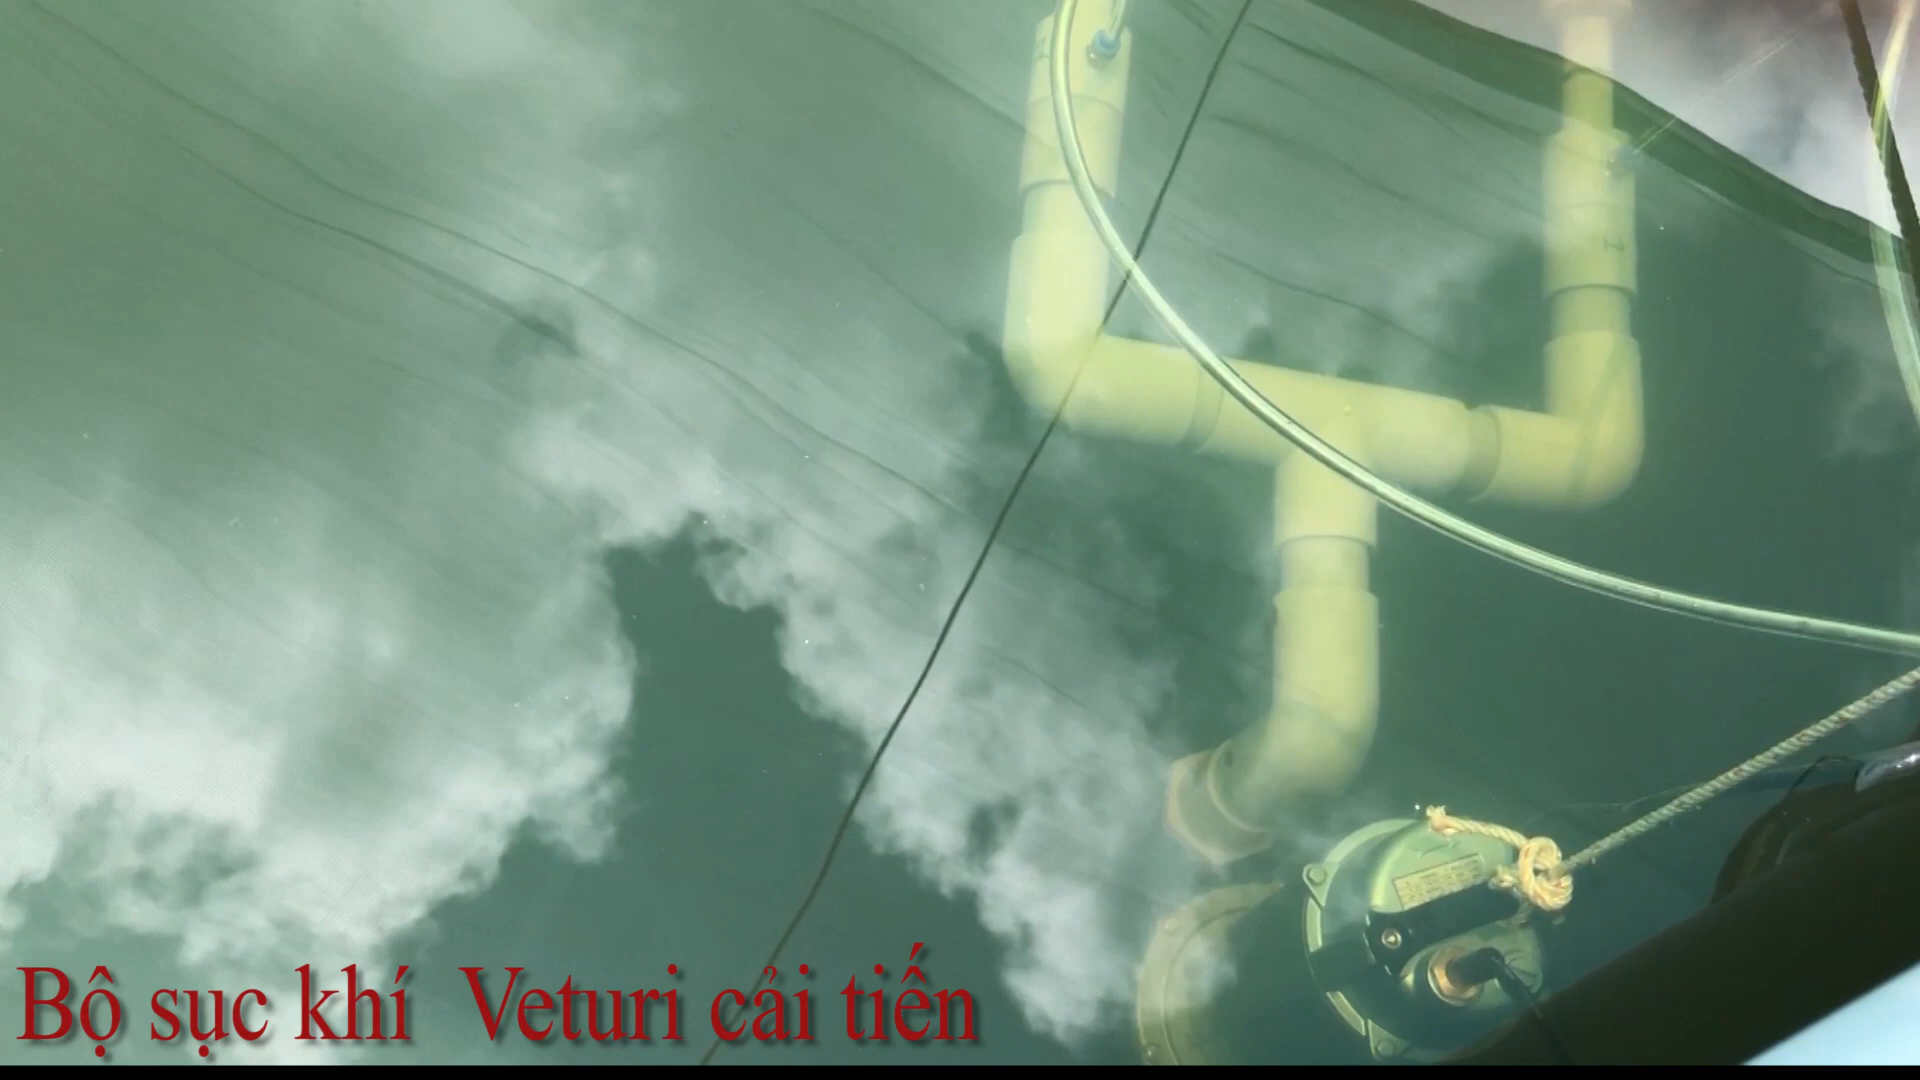 Bộ sục khí Veturi cải tiến